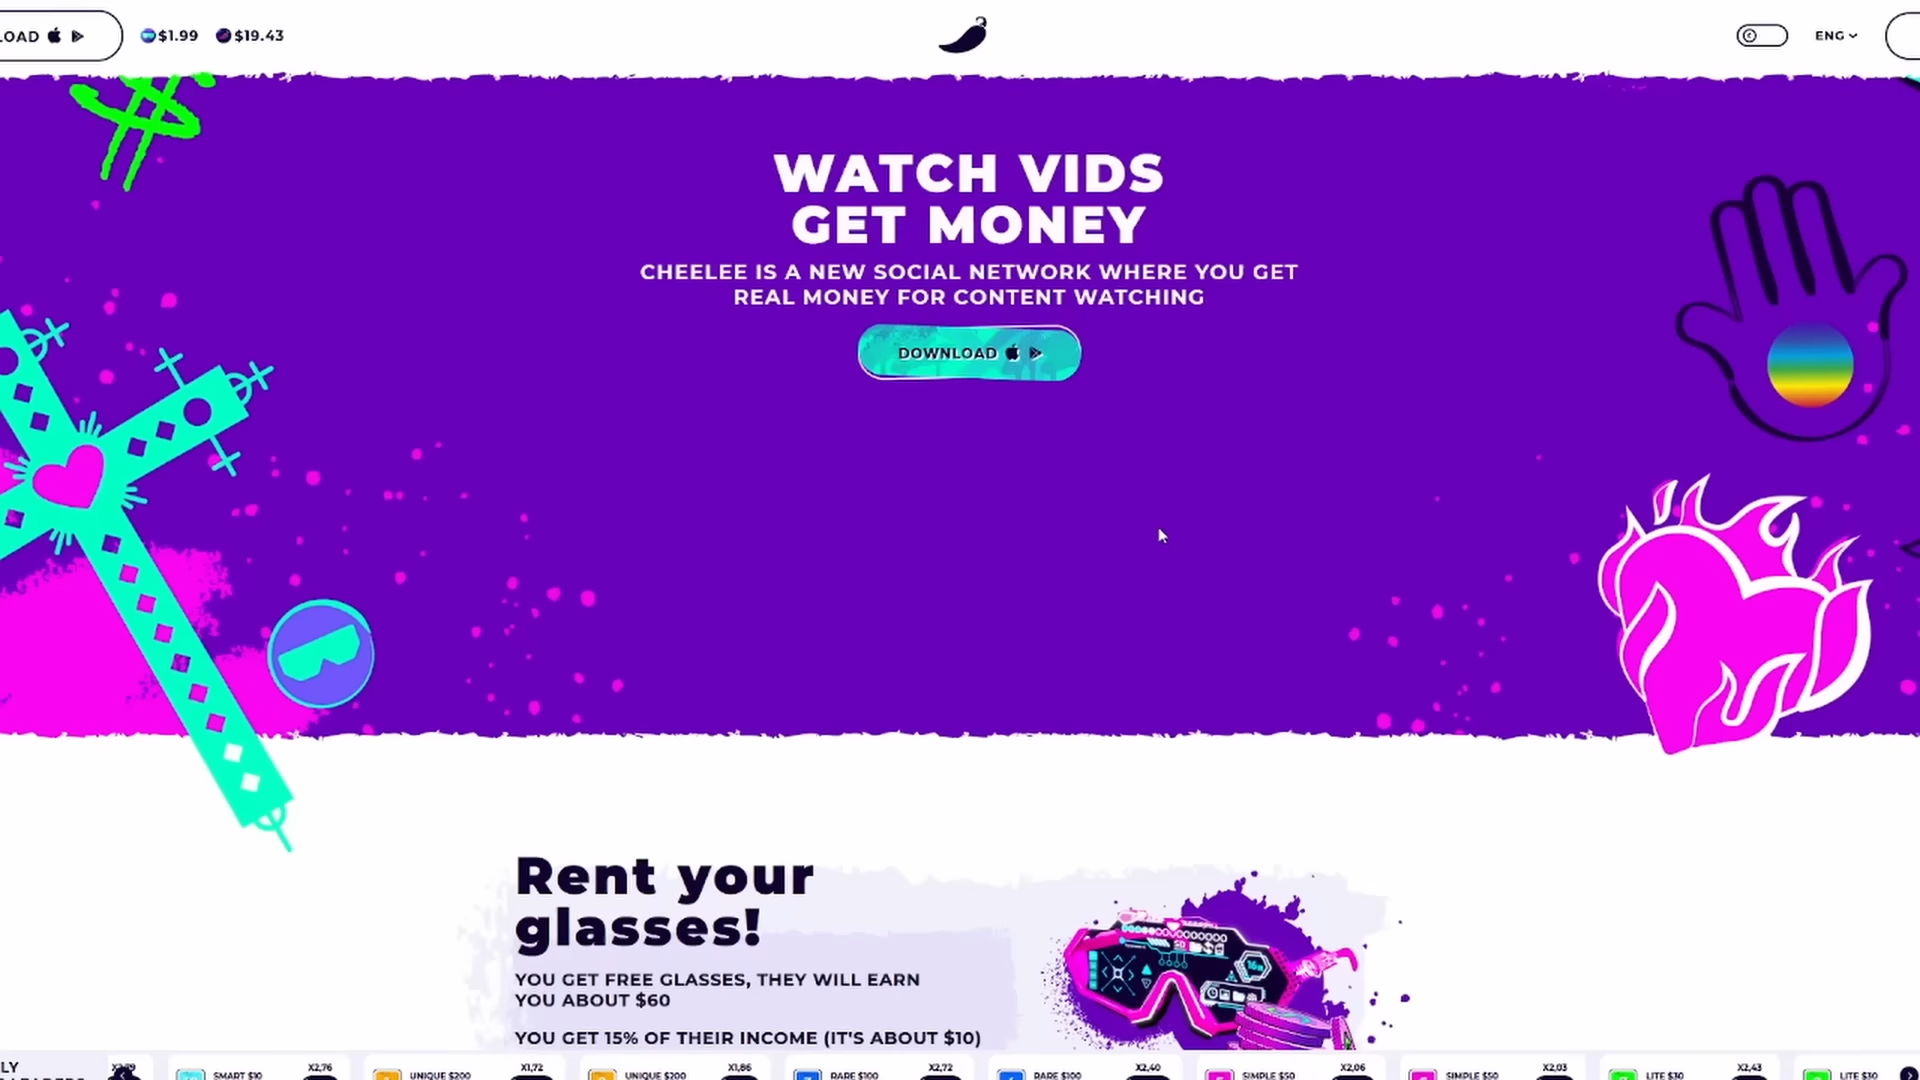 LOAD
$1.99
$19.43
ENG
WATCH VIDS
GET MONEY
CHEELEE IS A NEW SOCIAL NETWORK WHERE YOU GET
REAL MONEY FOR CONTENT WATCHING
DOWNLOAD
Rent your
glasses!
YOU GET FREE GLASSES, THEY WILL EARN
YOU ABOUT $60
YOU GET 15% OF THEIR INCOME (IT'S ABOUT $10)
LY
SMART $10
X2,76
UNIQUE $200
X1,72
UNIQUE $200
X1,86
RARE $100
X2,72
RARE $100
X2,40
SIMPLE $50
X2,06
SIMPLE $50
X2,03
LITE $30
X2,43
LITE $30